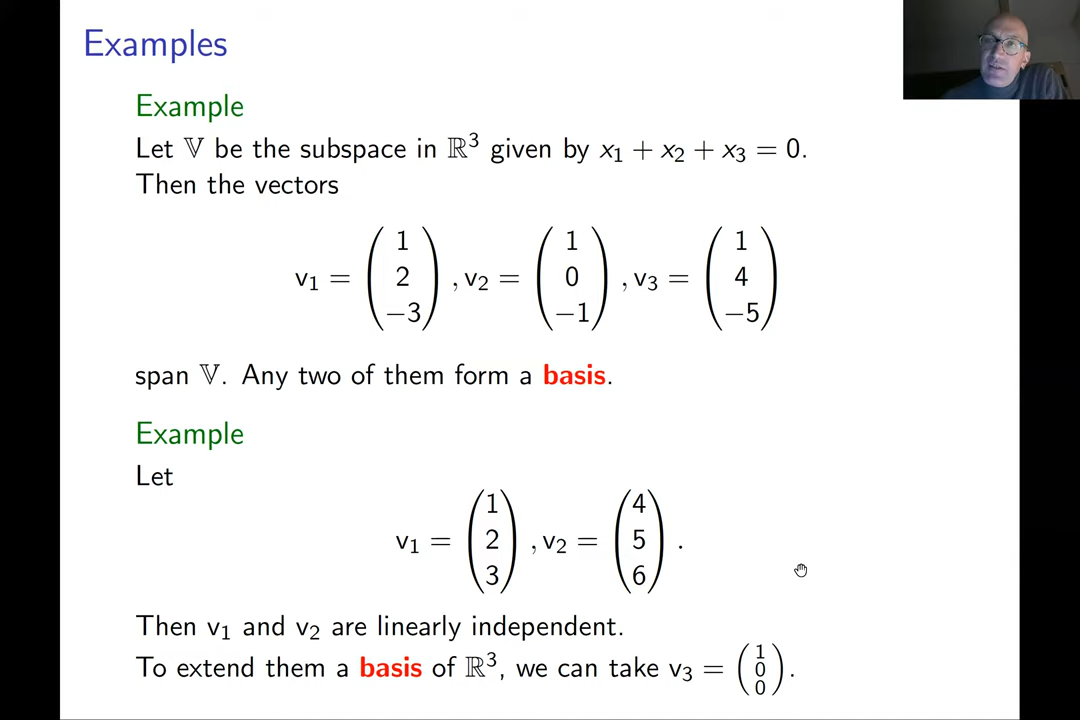 Examples
Example
Let 𝕍 be the subspace in ℝ³ given by x₁ + x₂ + x₃ = 0.
Then the vectors
v₁ = (1 2 −3), v₂ = (1 0 −1), v₃ = (1 4 −5)
span 𝕍. Any two of them form a basis.
Example
Let
v₁ = (1 2 3), v₂ = (4 5 6).
Then v₁ and v₂ are linearly independent.
To extend them a basis of ℝ³, we can take v₃ = (1 0 0).